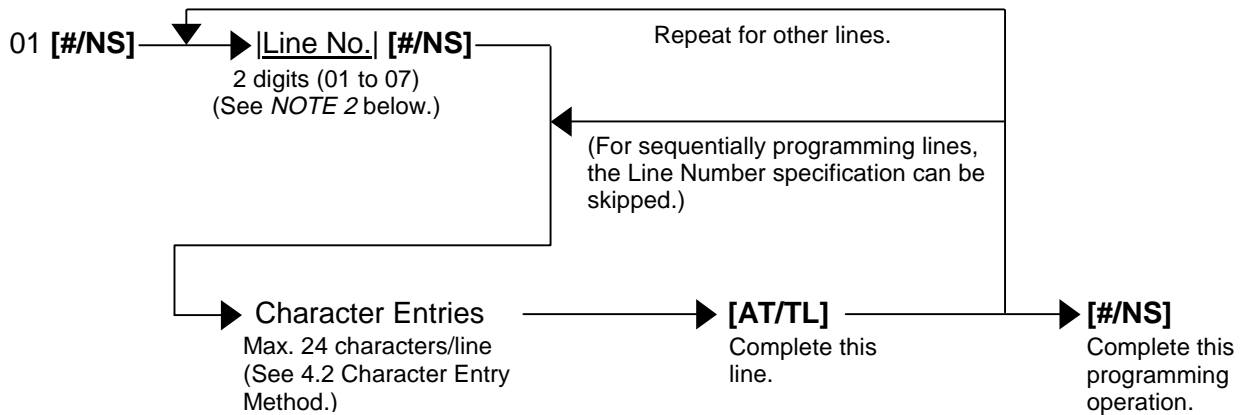 Repeat for other lines.
01 [#/NS]
|Line No.| [#/NS]
2 digits (01 to 07)
(See NOTE 2 below.)
(For sequentially programming lines,
the Line Number specification can be
skipped.)
Character Entries
Max. 24 characters/line
(See 4.2 Character Entry
Method.)
[AT/TL]
Complete this
line.
[#/NS]
Complete this
programming
operation.